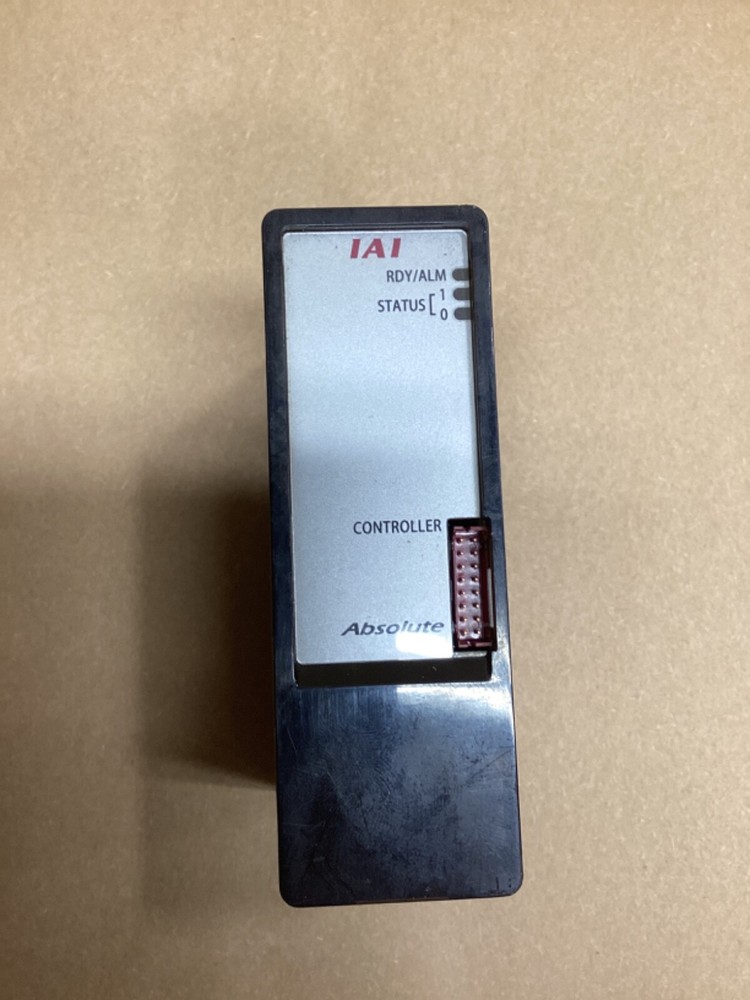 IAI
RDY/ALM
STATUS [ 1
0
CONTROLLER
Absolute